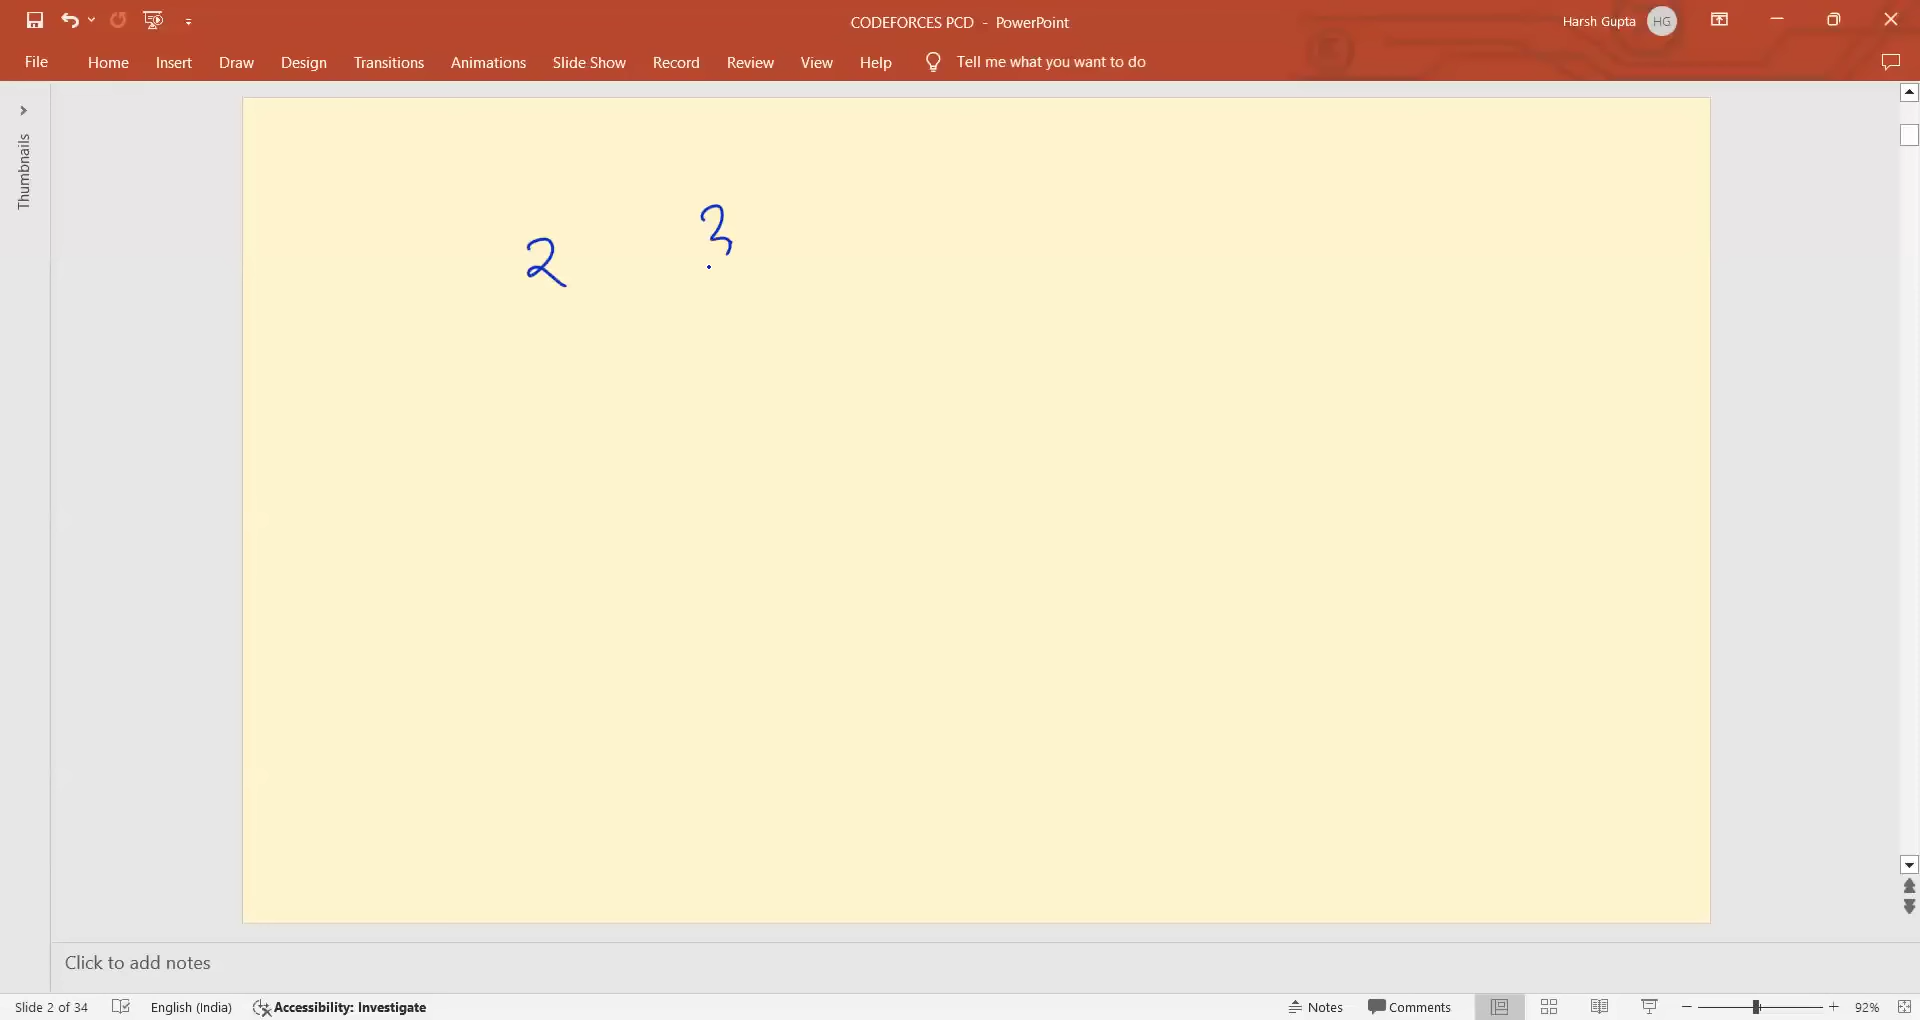 CODEFORCES PCD - PowerPoint
Harsh Gupta HG
File Home Insert Draw Design Transitions Animations Slide Show Record Review View Help Tell me what you want to do
Thumbnails
2 3
Click to add notes
Slide 2 of 34 English (India) Accessibility: Investigate Notes Comments 92%